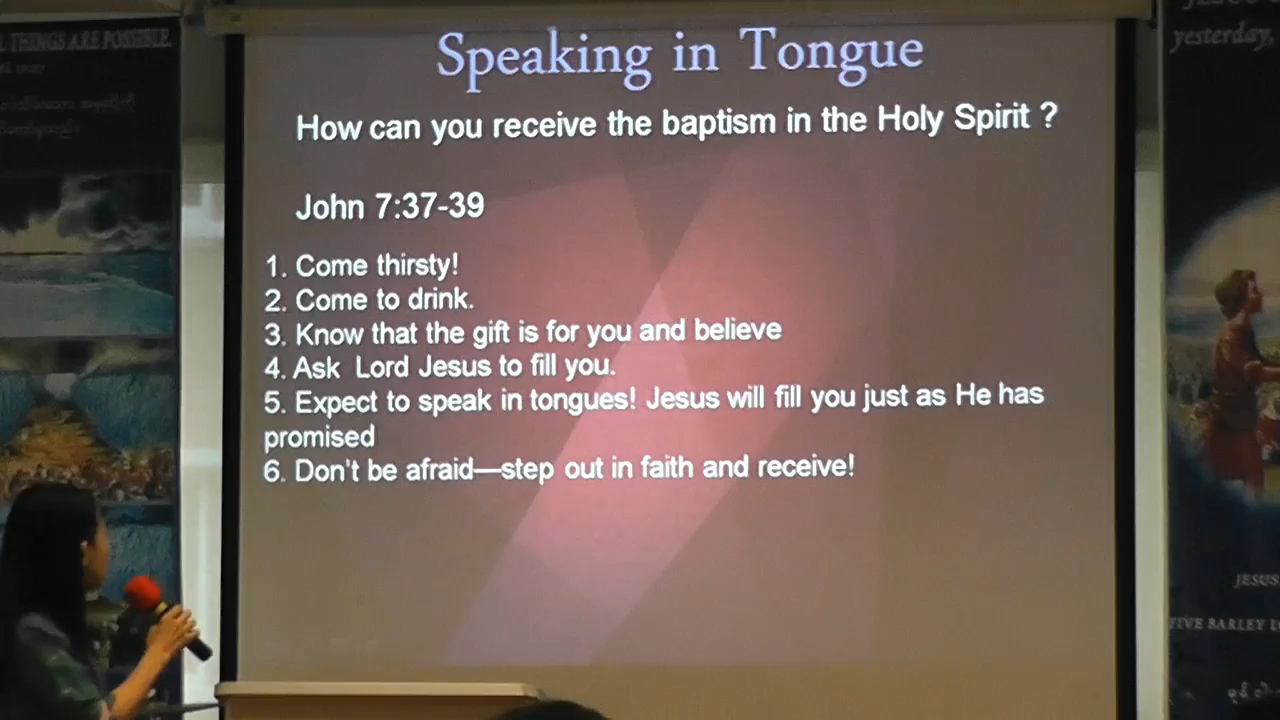 L THINGS ARE POSSIBLE
Speaking in Tongue
How can you receive the baptism in the Holy Spirit ?
John 7:37-39
1. Come thirsty!
2. Come to drink.
3. Know that the gift is for you and believe
4. Ask Lord Jesus to fill you.
5. Expect to speak in tongues! Jesus will fill you just as He has
promised
6. Don't be afraid—step out in faith and receive!
yesterday,
JESUS
FIVE BARLEY